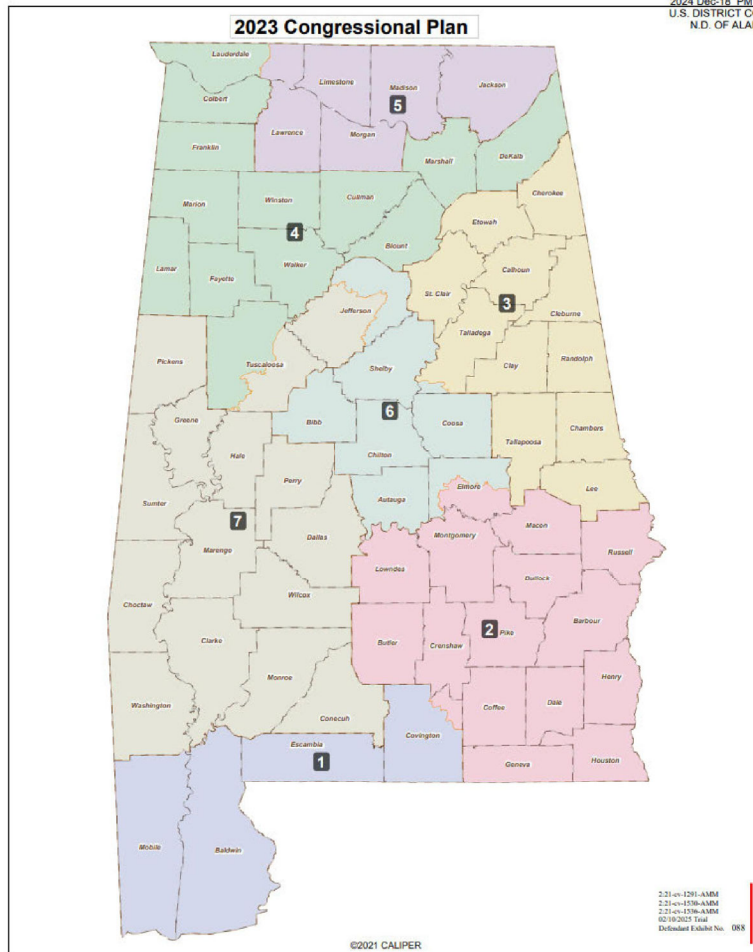 2024 Dec-18 PM
U.S. DISTRICT CO
N.D. OF ALA
2023 Congressional Plan
Lauderdale
Limestone
Madison
Jackson
5
Colbert
Lawrence
Morgan
Franklin
Marshall
DeKalb
Cherokee
Marion
Winston
Cullman
Etowah
4
Blount
Lamar
Fayette
Walker
Calhoun
St. Clair
3
Jefferson
Cleburne
Talladega
Pickens
Tuscaloosa
Shelby
Clay
Randolph
6
Greene
Bibb
Coosa
Tallapoosa
Chambers
Hale
Chilton
Perry
Elmore
Lee
Sumter
Autauga
7
Dallas
Montgomery
Macon
Marengo
Russell
Lowndes
Bullock
Choctaw
Wilcox
Clarke
Butler
Crenshaw
2
Pike
Barbour
Monroe
Henry
Washington
Conecuh
Coffee
Dale
Escambia
Covington
1
Geneva
Houston
Mobile
Baldwin
2:21-cv-1291-AMM
2:21-cv-1530-AMM
2:21-cv-1536-AMM
02/10/2025 Trial
Defendant Exhibit No. 088
©2021 CALIPER